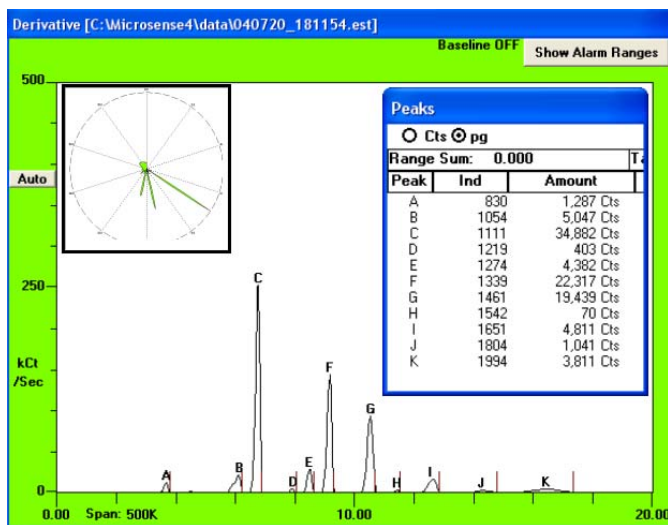 Derivative [C:\Microsense4\data\040720_181154.est]
Baseline OFF Show Alarm Ranges
500
Auto
250
kCt
/Sec
0
0.00 Span: 500K 10.00 20.00
A B C D E F G H I J K
Peaks
Cts pg
Range Sum: 0.000 Ta
Peak Ind Amount
A 830 1,287 Cts
B 1054 5,047 Cts
C 1111 34,882 Cts
D 1219 403 Cts
E 1274 4,382 Cts
F 1339 22,317 Cts
G 1461 19,439 Cts
H 1542 70 Cts
I 1651 4,811 Cts
J 1804 1,041 Cts
K 1994 3,811 Cts